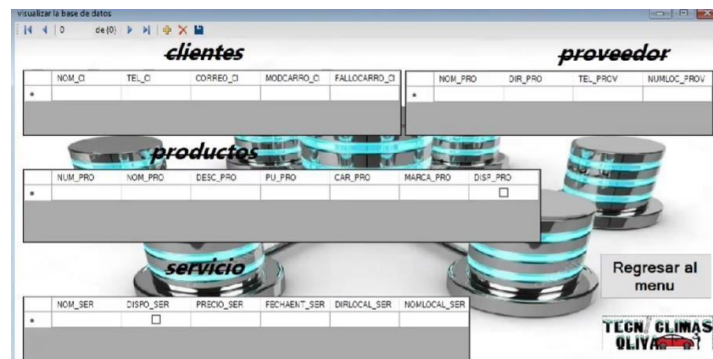 visualizar la base de datos
0 de {0}
clientes
proveedor
NOM_CI TEL_CI CORREO_CI MODCARRO_CI FALLOCARRO_CI
NOM_PRO DIR_PRO TEL_PROV NUMLOC_PROV
productos
NUM_PRO NOM_PRO DESC_PRO PU_PRO CAR_PRO MARCA_PRO DISP_PRO
servicio
Regresar al
menu
NOM_SER DISPO_SER PRECIO_SER FECHAENT_SER DIRLOCAL_SER NOMLOCAL_SER
TECN/CLIMAS
OLIVA